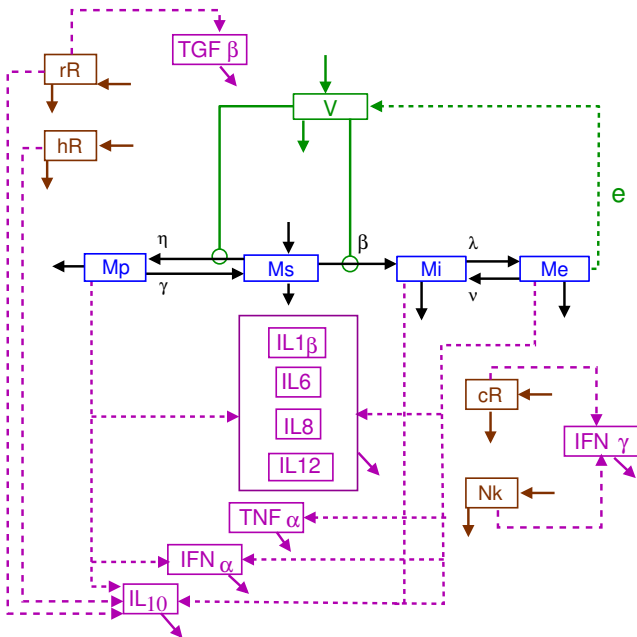 TGF β
rR
V
hR
e
η
β
λ
Mp
Ms
Mi
Me
γ
ν
IL1β
IL6
cR
IL8
IFN γ
IL12
Nk
TNF α
IFN α
IL10